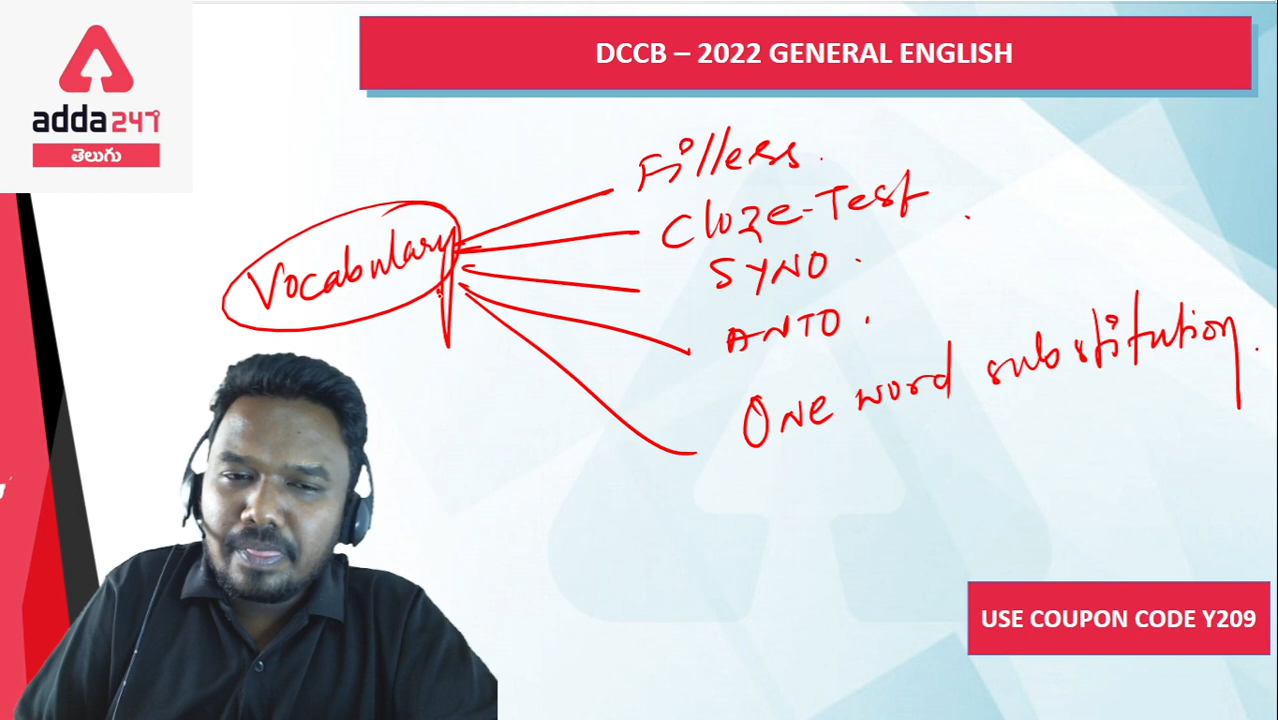 DCCB – 2022 GENERAL ENGLISH
adda247
తెలుగు
Vocabulary
Fillers.
Cloze-Test.
SYNO.
ANTO.
One word substitution.
USE COUPON CODE Y209